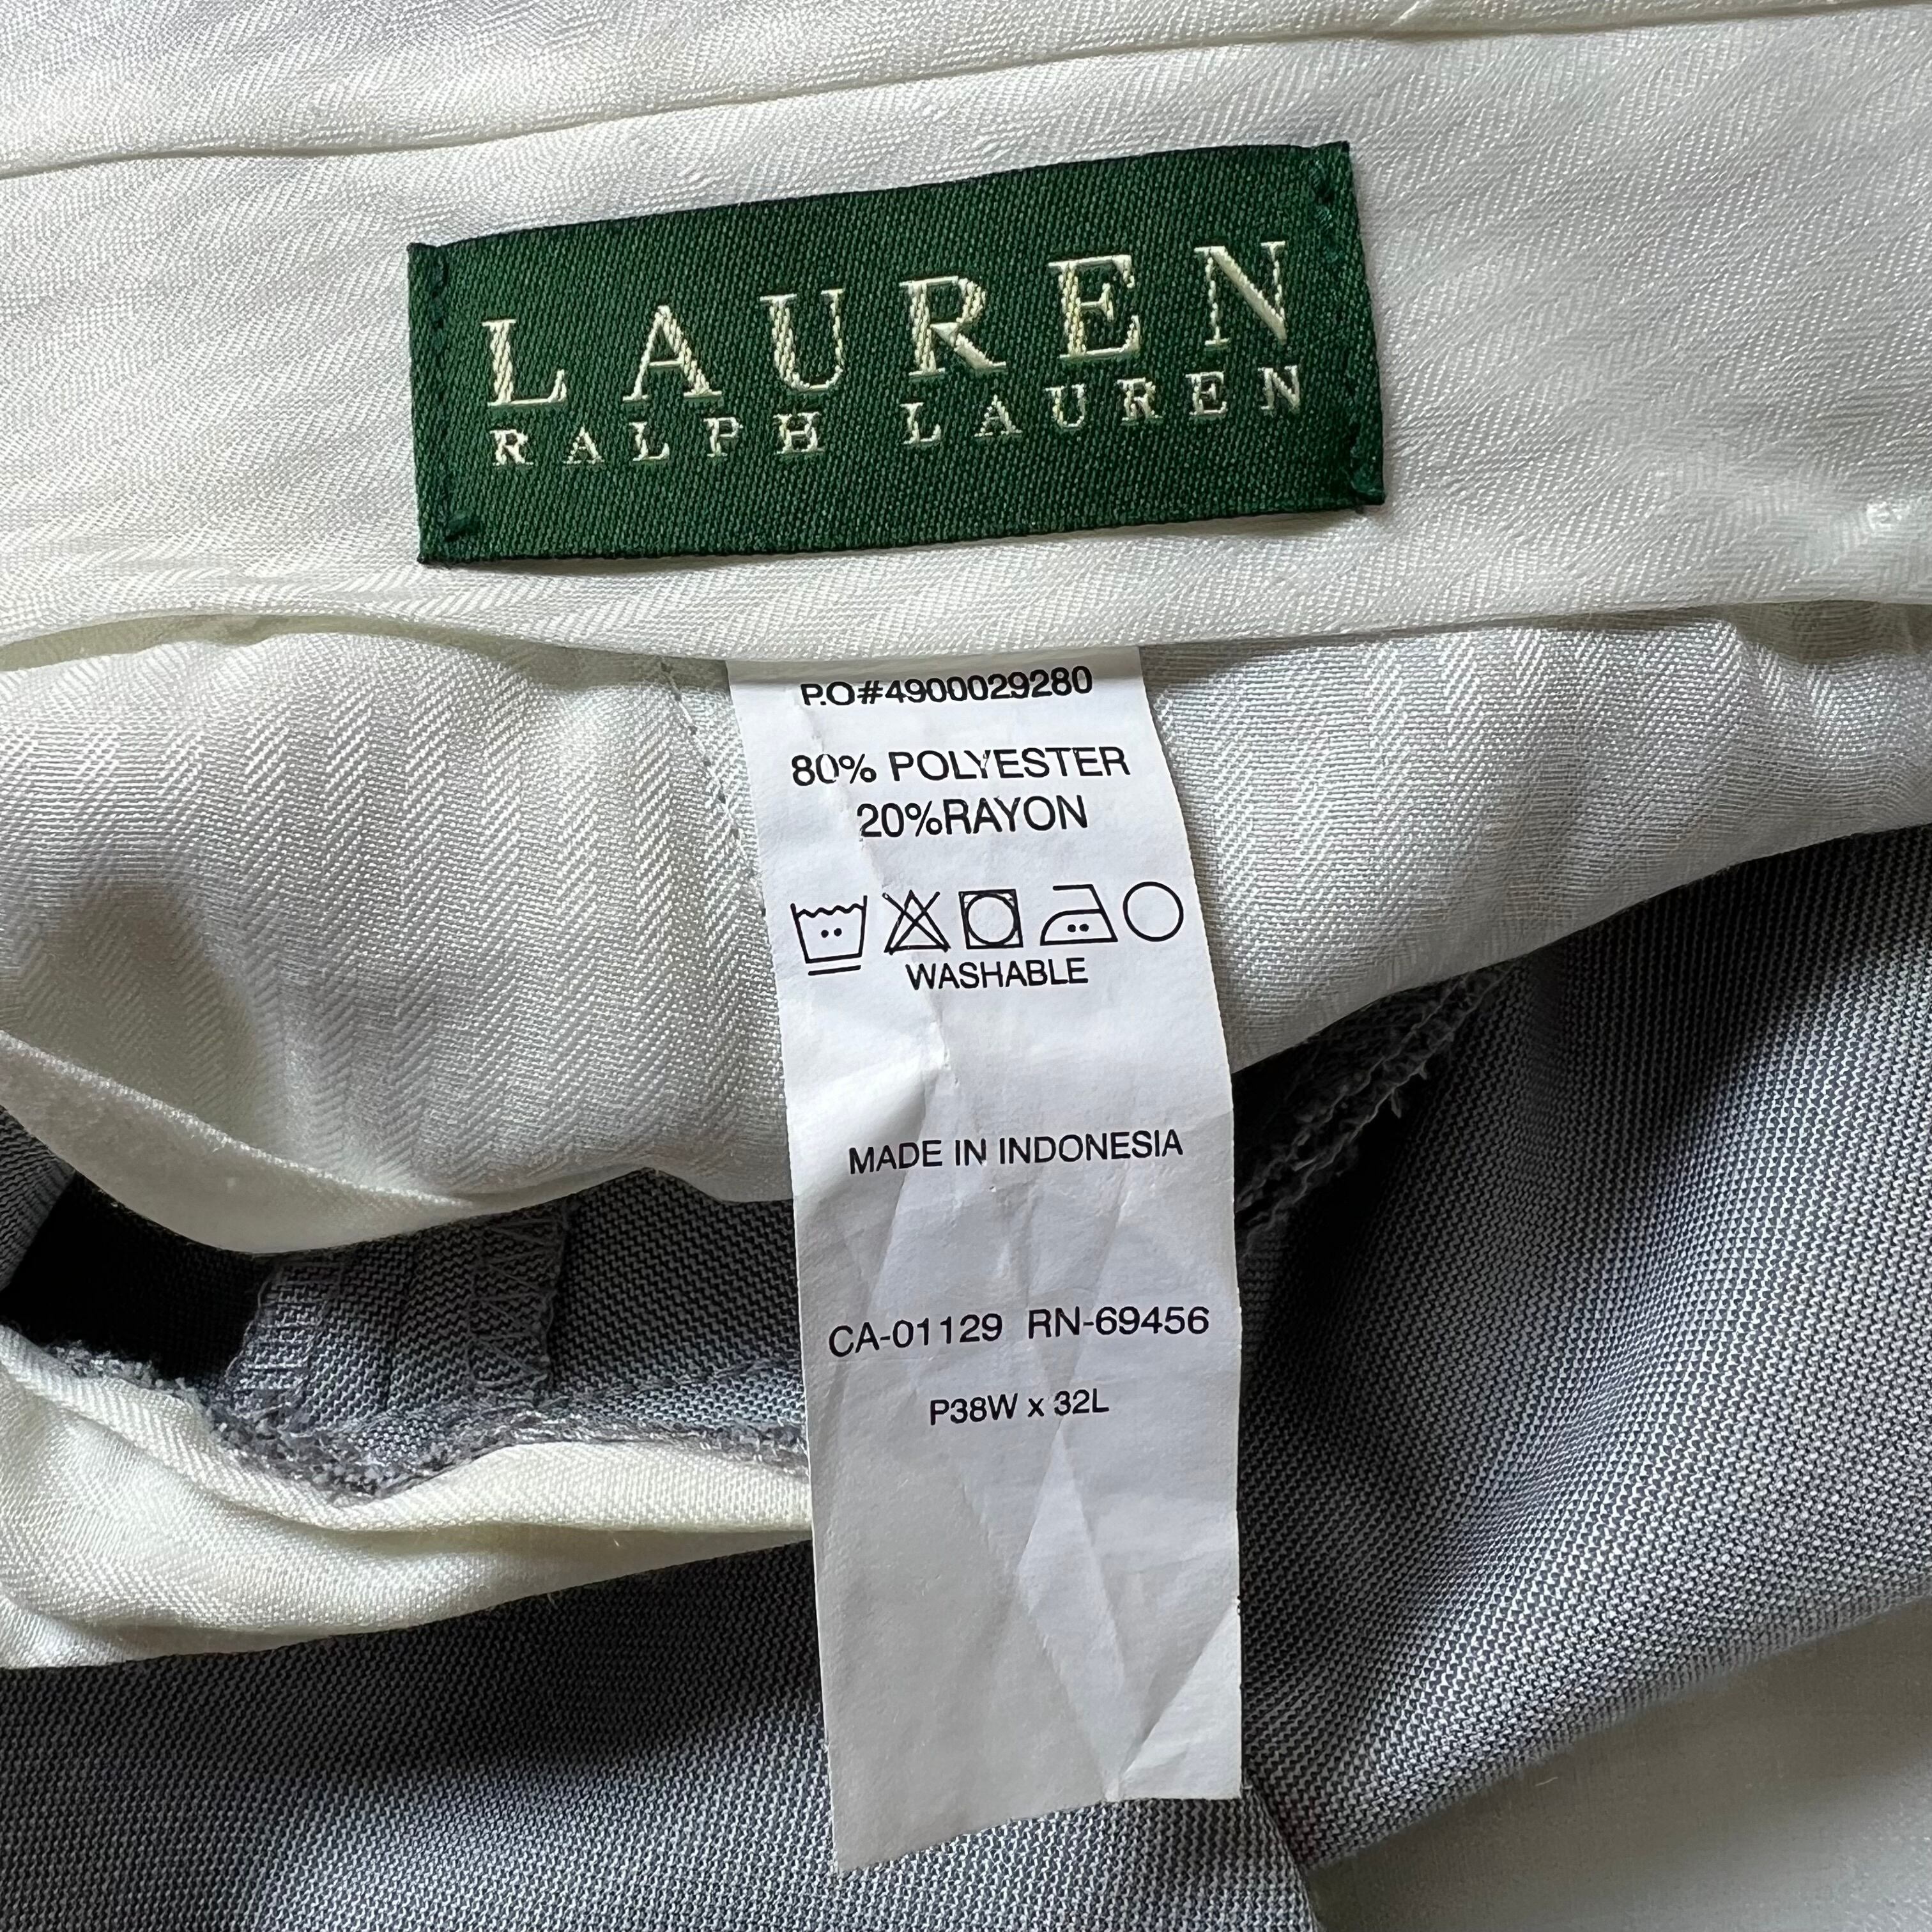 LAUREN
RALPH LAUREN
P.O#4900029280
80% POLYESTER
20%RAYON
WASHABLE
MADE IN INDONESIA
CA-01129 RN-69456
P38W x 32L